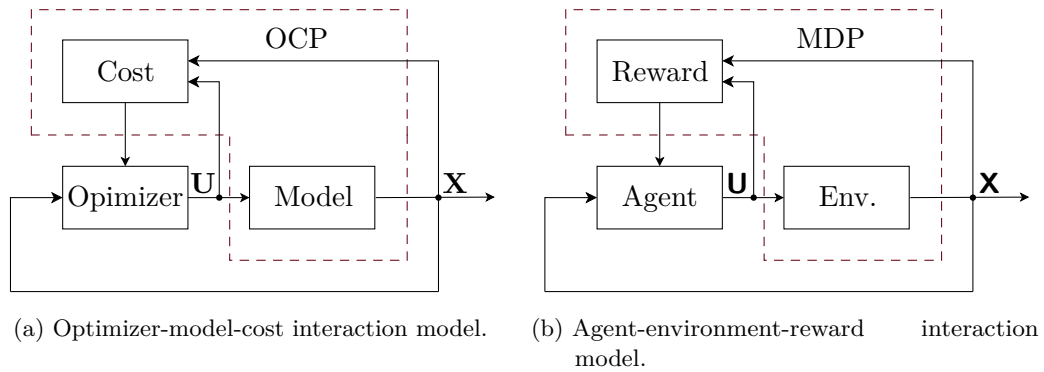 OCP
Cost
Opimizer
U
Model
X
(a) Optimizer-model-cost interaction model.
MDP
Reward
Agent
U
Env.
X
(b) Agent-environment-reward interaction
model.